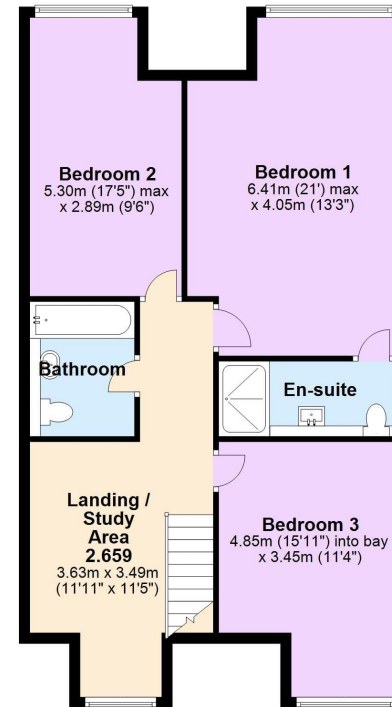 Bedroom 2
5.30m (17'5") max
x 2.89m (9'6")
Bedroom 1
6.41m (21') max
x 4.05m (13'3")
Bathroom
En-suite
Landing /
Study
Area
2.659
3.63m x 3.49m
(11'11" x 11'5")
Bedroom 3
4.85m (15'11") into bay
x 3.45m (11'4")